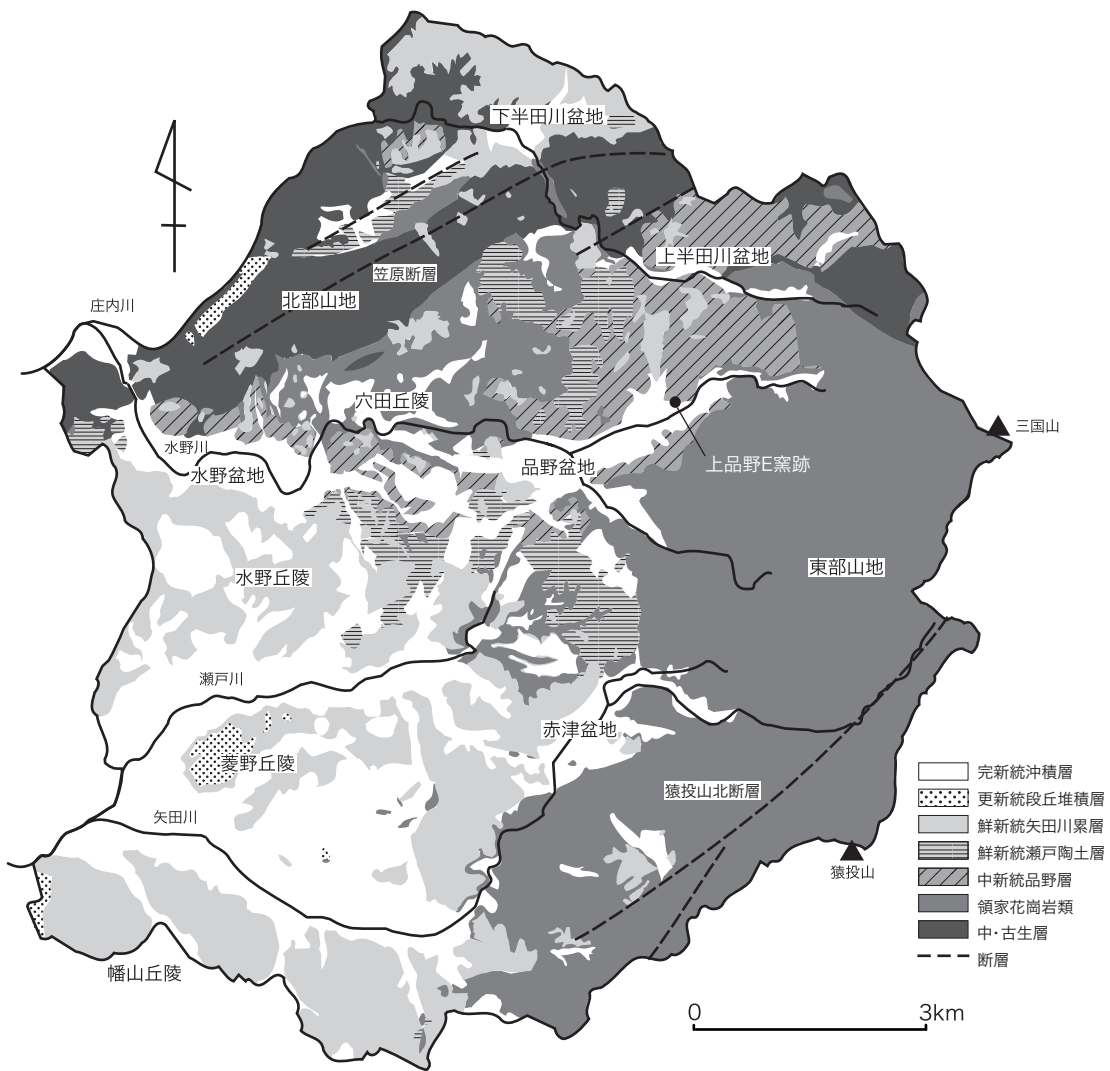 下半田川盆地
上半田川盆地
笠原断層
北部山地
庄内川
穴田丘陵
三国山
水野川
水野盆地
品野盆地
上品野E窯跡
東部山地
水野丘陵
瀬戸川
赤津盆地
菱野丘陵
猿投山北断層
矢田川
猿投山
幡山丘陵
完新統沖積層
更新統段丘堆積層
鮮新統矢田川累層
鮮新統瀬戸陶土層
中新統品野層
領家花崗岩類
中・古生層
断層
0 3km